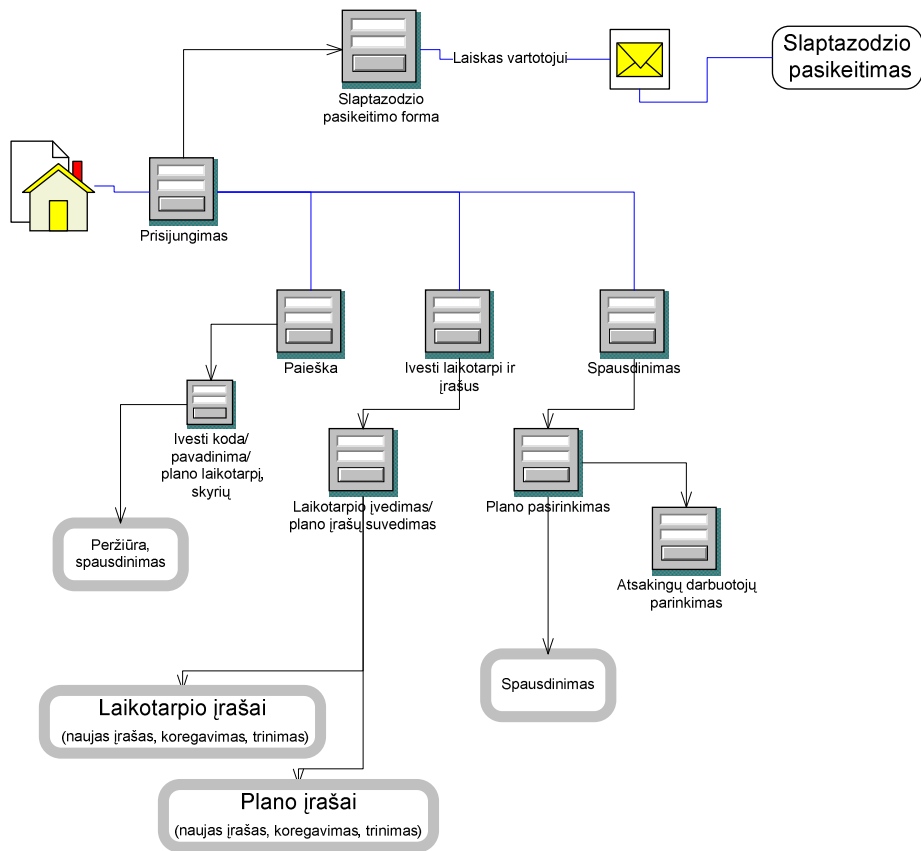 Slaptazodzio
pasikeitimo forma
Laiskas vartotojui
Slaptazodzio
pasikeitimas
Prisijungimas
Paieška
Ivesti laikotarpi ir
įrašus
Spausdinimas
Ivesti koda/
pavadinima/
plano laikotarpį,
skyrių
Laikotarpio įvedimas/
plano įrašų suvedimas
Plano pasirinkimas
Atsakingų darbuotojų
parinkimas
Peržiūra,
spausdinimas
Spausdinimas
Laikotarpio įrašai
(naujas įrašas, koregavimas, trinimas)
Plano įrašai
(naujas įrašas, koregavimas, trinimas)